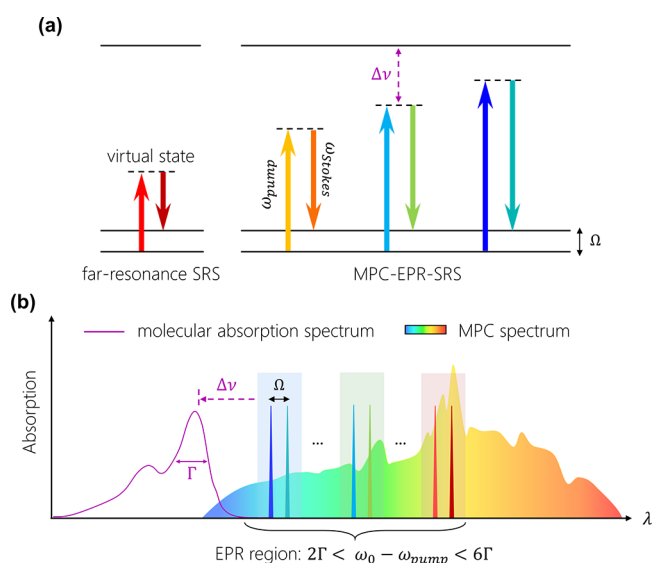 (a)
Δν
virtual state
ω_pump
ω_Stokes
Ω
far-resonance SRS
MPC-EPR-SRS
(b)
molecular absorption spectrum
MPC spectrum
Absorption
Δν
Ω
...
...
Γ
λ
EPR region: 2Γ < ω₀ − ω_pump < 6Γ